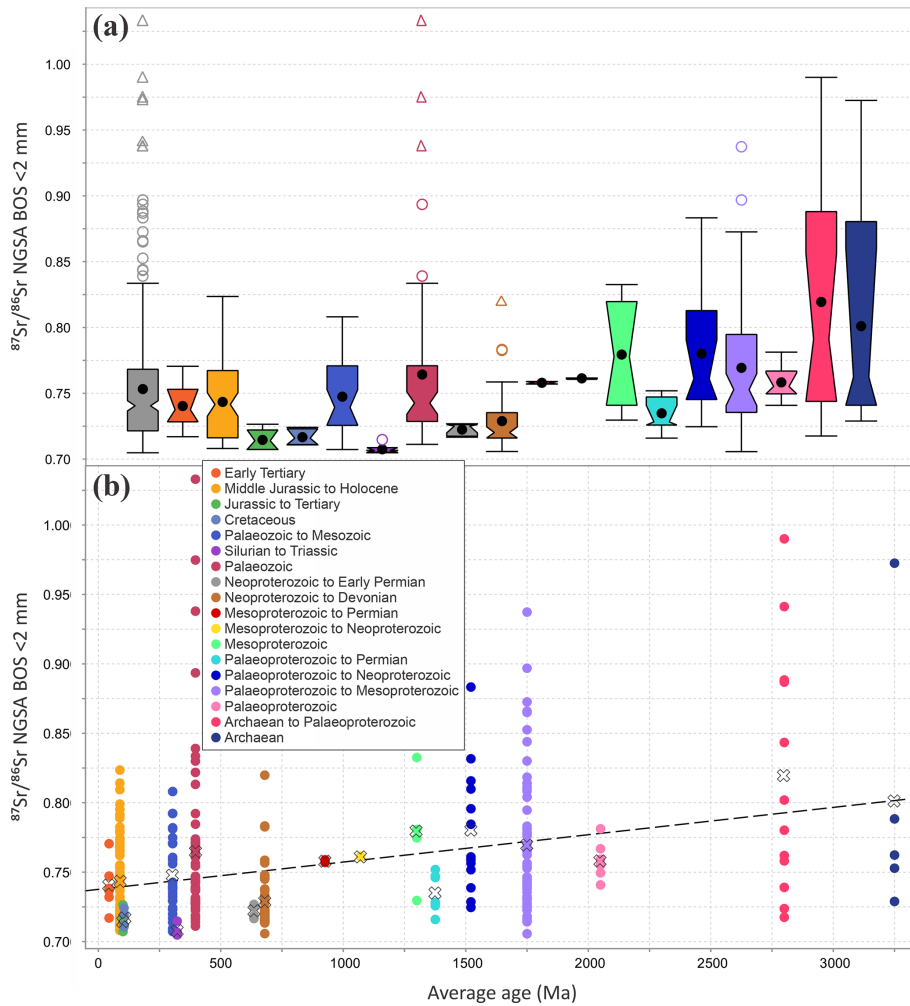 (a)
1.00
0.95
0.90
0.85
0.80
0.75
0.70
⁸⁷Sr/⁸⁶Sr NGSA BOS <2 mm
(b)
Early Tertiary
Middle Jurassic to Holocene
Jurassic to Tertiary
Cretaceous
Palaeozoic to Mesozoic
Silurian to Triassic
Palaeozoic
Neoproterozoic to Early Permian
Neoproterozoic to Devonian
Mesoproterozoic to Permian
Mesoproterozoic to Neoproterozoic
Mesoproterozoic
Palaeoproterozoic to Permian
Palaeoproterozoic to Neoproterozoic
Palaeoproterozoic to Mesoproterozoic
Palaeoproterozoic
Archaean to Palaeoproterozoic
Archaean
1.00
0.95
0.90
0.85
0.80
0.75
0.70
⁸⁷Sr/⁸⁶Sr NGSA BOS <2 mm
0 500 1000 1500 2000 2500 3000
Average age (Ma)